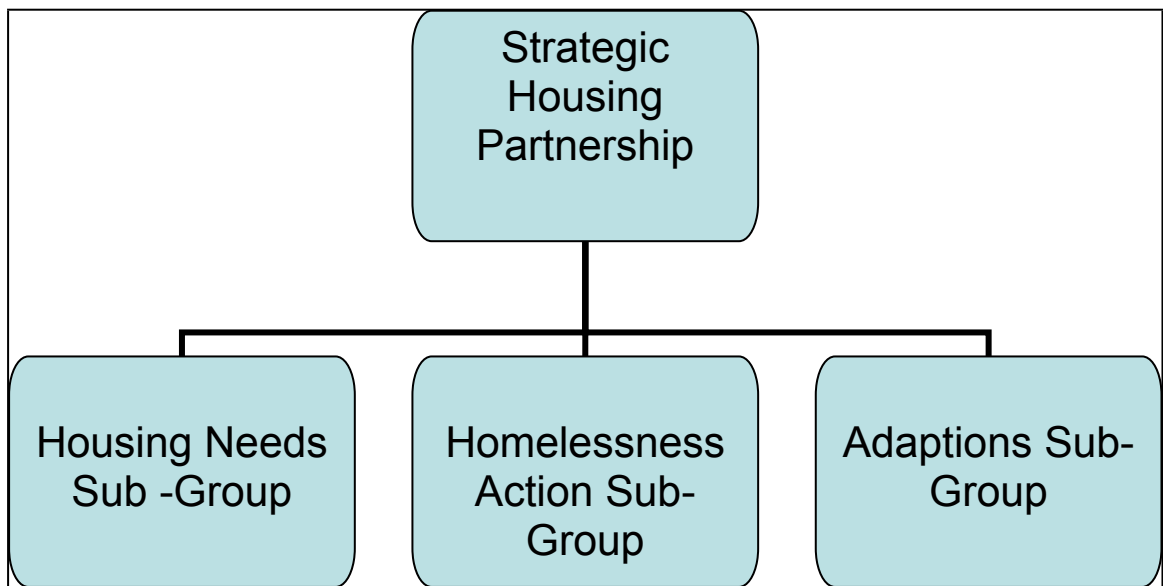 Strategic
Housing
Partnership
Housing Needs
Sub -Group
Homelessness
Action Sub-
Group
Adaptions Sub-
Group